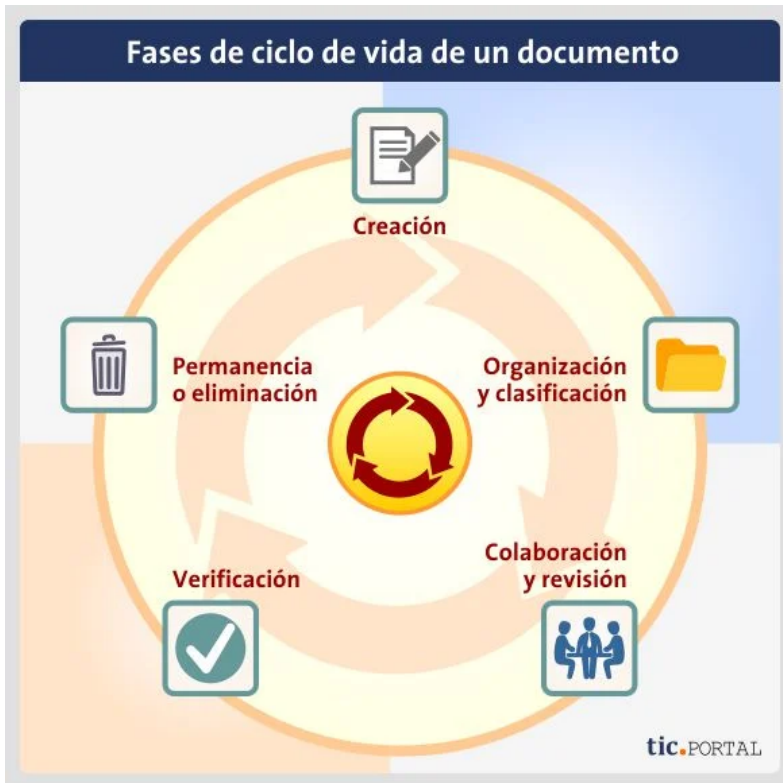 Fases de ciclo de vida de un documento
Creación
Organización
y clasificación
Colaboración
y revisión
Verificación
Permanencia
o eliminación
tic.PORTAL